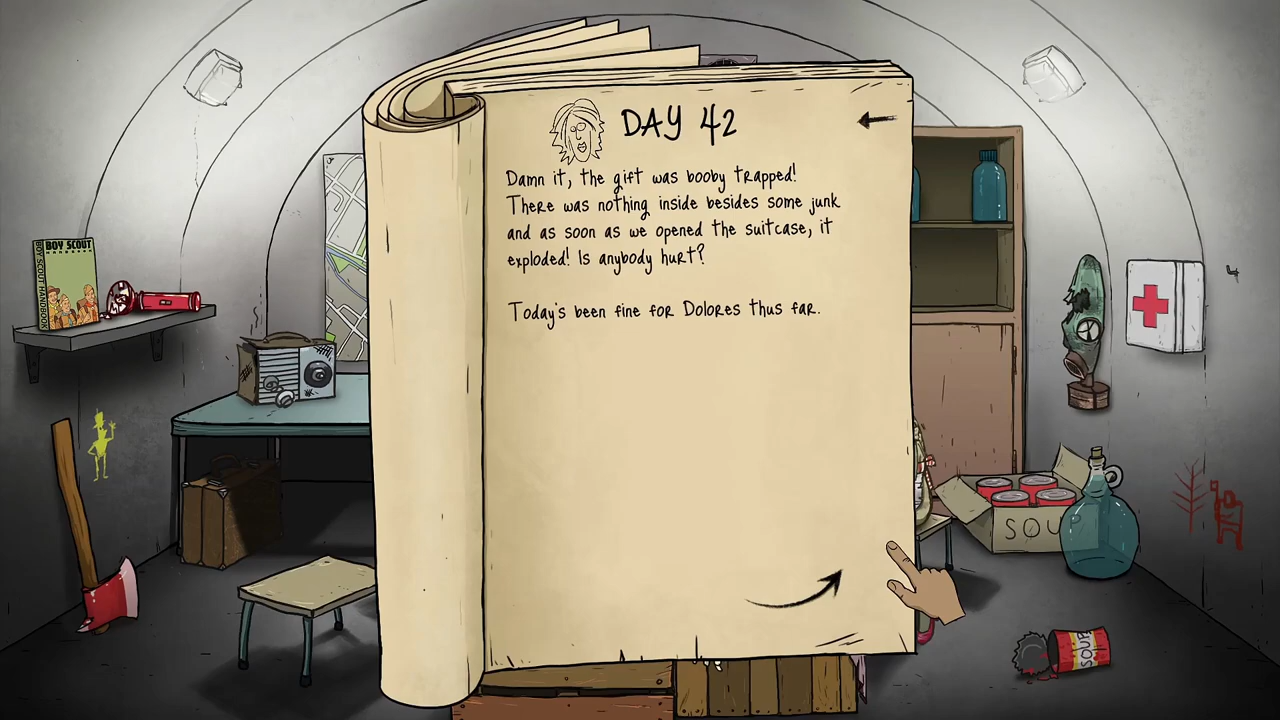 DAY 42
Damn it, the gift was booby trapped!
There was nothing inside besides some junk
and as soon as we opened the suitcase, it
exploded! Is anybody hurt?
Today's been fine for Dolores thus far.
BOY SCOUT
BOY SCOUT HANDBOOK
SOUP
SOUP